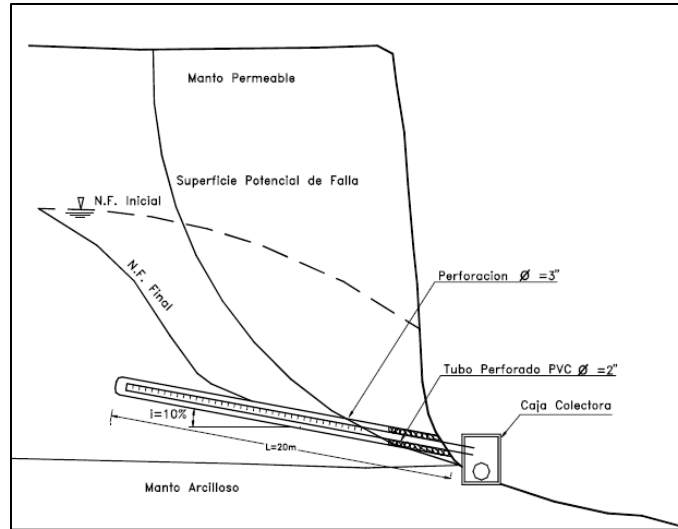 Manto Permeable
Superficie Potencial de Falla
N.F. Inicial
N.F. Final
Perforacion Ø =3"
Tubo Perforado PVC Ø =2"
Caja Colectora
i=10%
L=20m
Manto Arcilloso